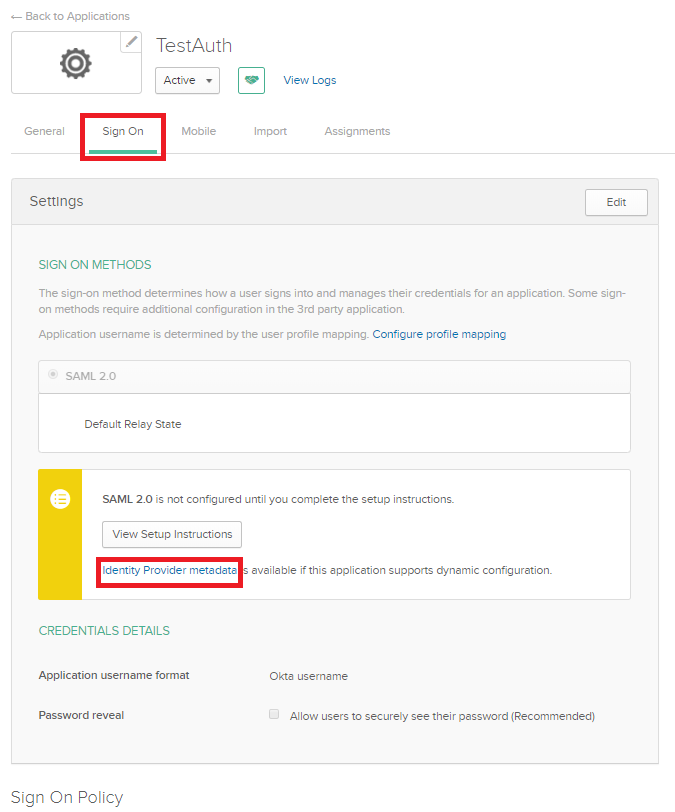 ← Back to Applications
TestAuth
Active
View Logs
General
Sign On
Mobile
Import
Assignments
Settings
Edit
SIGN ON METHODS
The sign-on method determines how a user signs into and manages their credentials for an application. Some sign-
on methods require additional configuration in the 3rd party application.
Application username is determined by the user profile mapping. Configure profile mapping
SAML 2.0
Default Relay State
SAML 2.0 is not configured until you complete the setup instructions.
View Setup Instructions
Identity Provider metadata is available if this application supports dynamic configuration.
CREDENTIALS DETAILS
Application username format
Okta username
Password reveal
Allow users to securely see their password (Recommended)
Sign On Policy